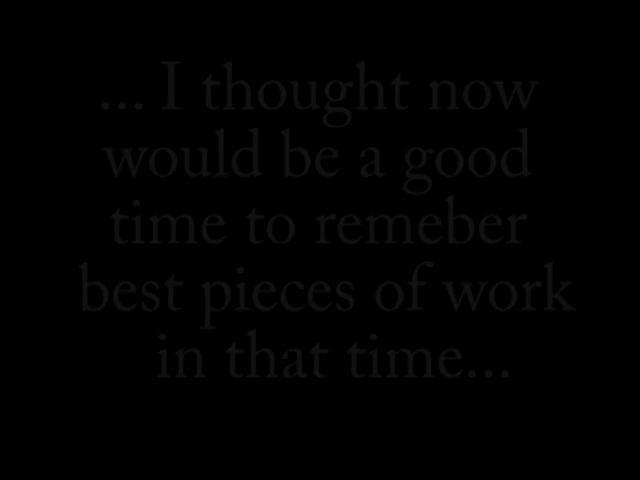 ... I thought now
would be a good
time to remeber
best pieces of work
in that time...